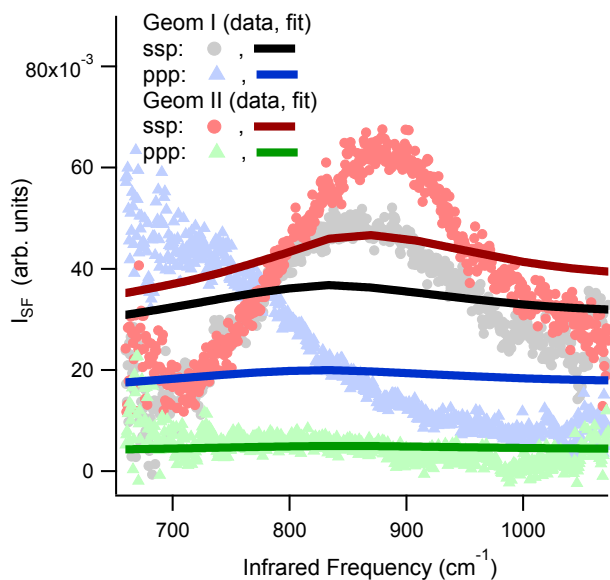 Geom I (data, fit)
ssp: ,
ppp: ,
Geom II (data, fit)
ssp: ,
ppp: ,
80x10⁻³
60
40
20
0
I_SF (arb. units)
700 800 900 1000
Infrared Frequency (cm⁻¹)